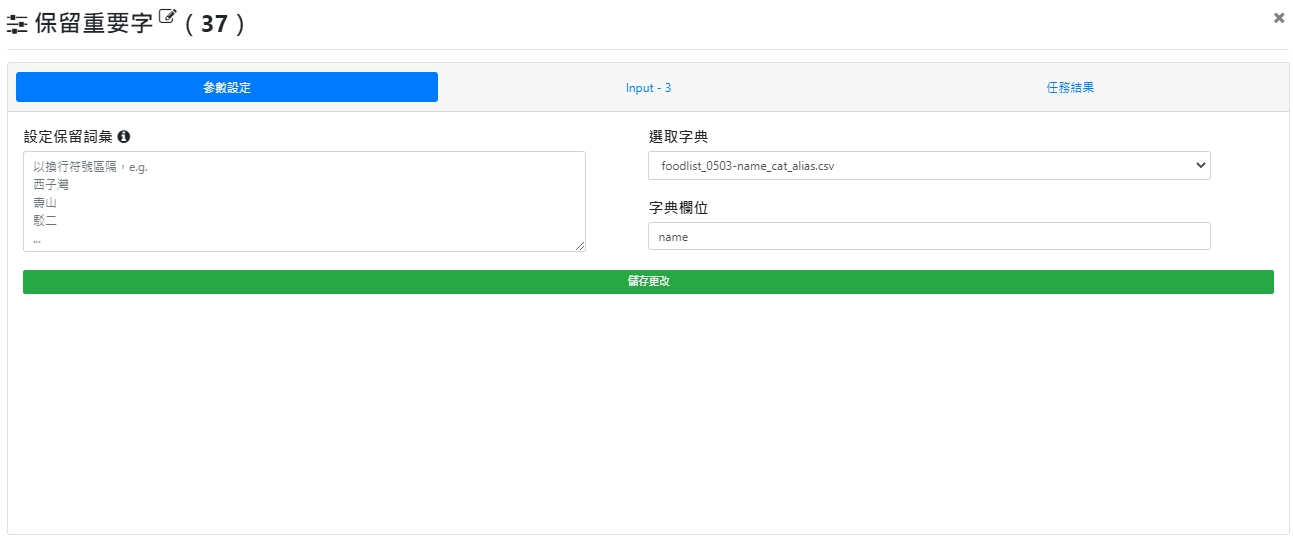 保留重要字 ( 37 )
參數設定
Input - 3
任務結果
設定保留詞彙
以換行符號區隔，e.g.
西子灣
壽山
駁二
...
選取字典
foodlist_0503-name_cat_alias.csv
字典欄位
name
儲存更改